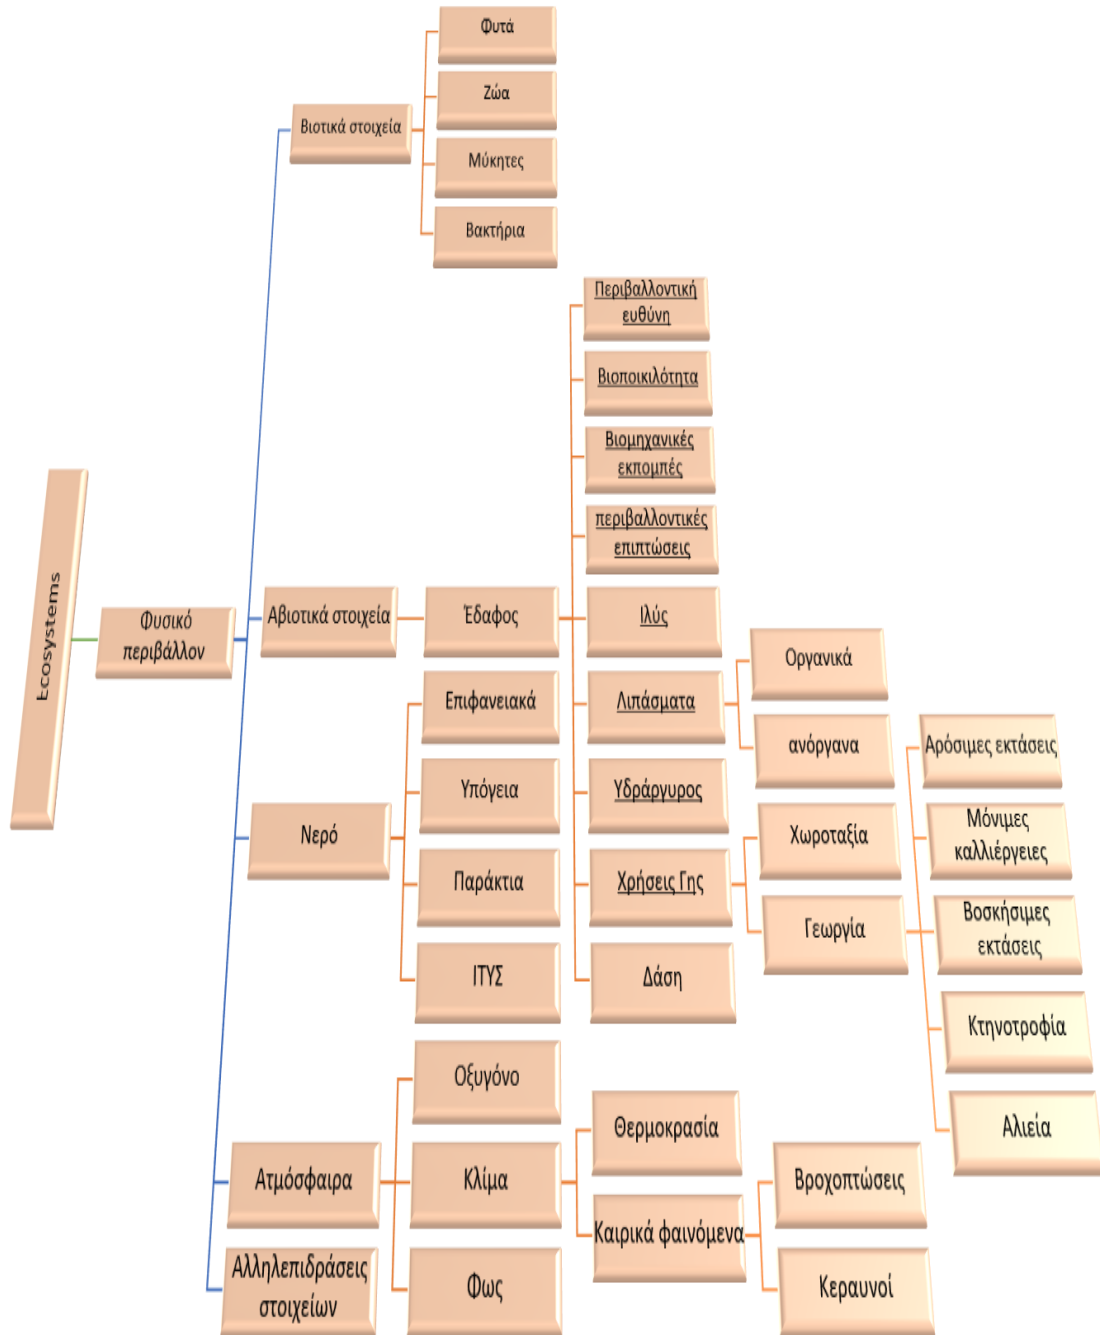 Ecosystems
Φυσικό
περιβάλλον
Βιοτικά στοιχεία
Φυτά
Ζώα
Μύκητες
Βακτήρια
Αβιοτικά στοιχεία
Έδαφος
Περιβαλλοντική
ευθύνη
Βιοποικιλότητα
Βιομηχανικές
εκπομπές
περιβαλλοντικές
επιπτώσεις
Ιλύς
Λιπάσματα
Οργανικά
ανόργανα
Υδράργυρος
Χρήσεις Γης
Χωροταξία
Γεωργία
Αρόσιμες εκτάσεις
Μόνιμες
καλλιέργειες
Βοσκήσιμες
εκτάσεις
Κτηνοτροφία
Αλιεία
Δάση
Νερό
Επιφανειακά
Υπόγεια
Παράκτια
ΙΤΥΣ
Ατμόσφαιρα
Οξυγόνο
Κλίμα
Θερμοκρασία
Καιρικά φαινόμενα
Βροχοπτώσεις
Κεραυνοί
Φως
Αλληλεπιδράσεις
στοιχείων